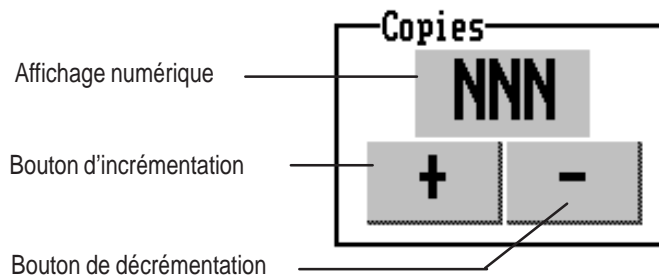 Copies
Affichage numérique
NNN
Bouton d'incrémentation
+ -
Bouton de décrémentation